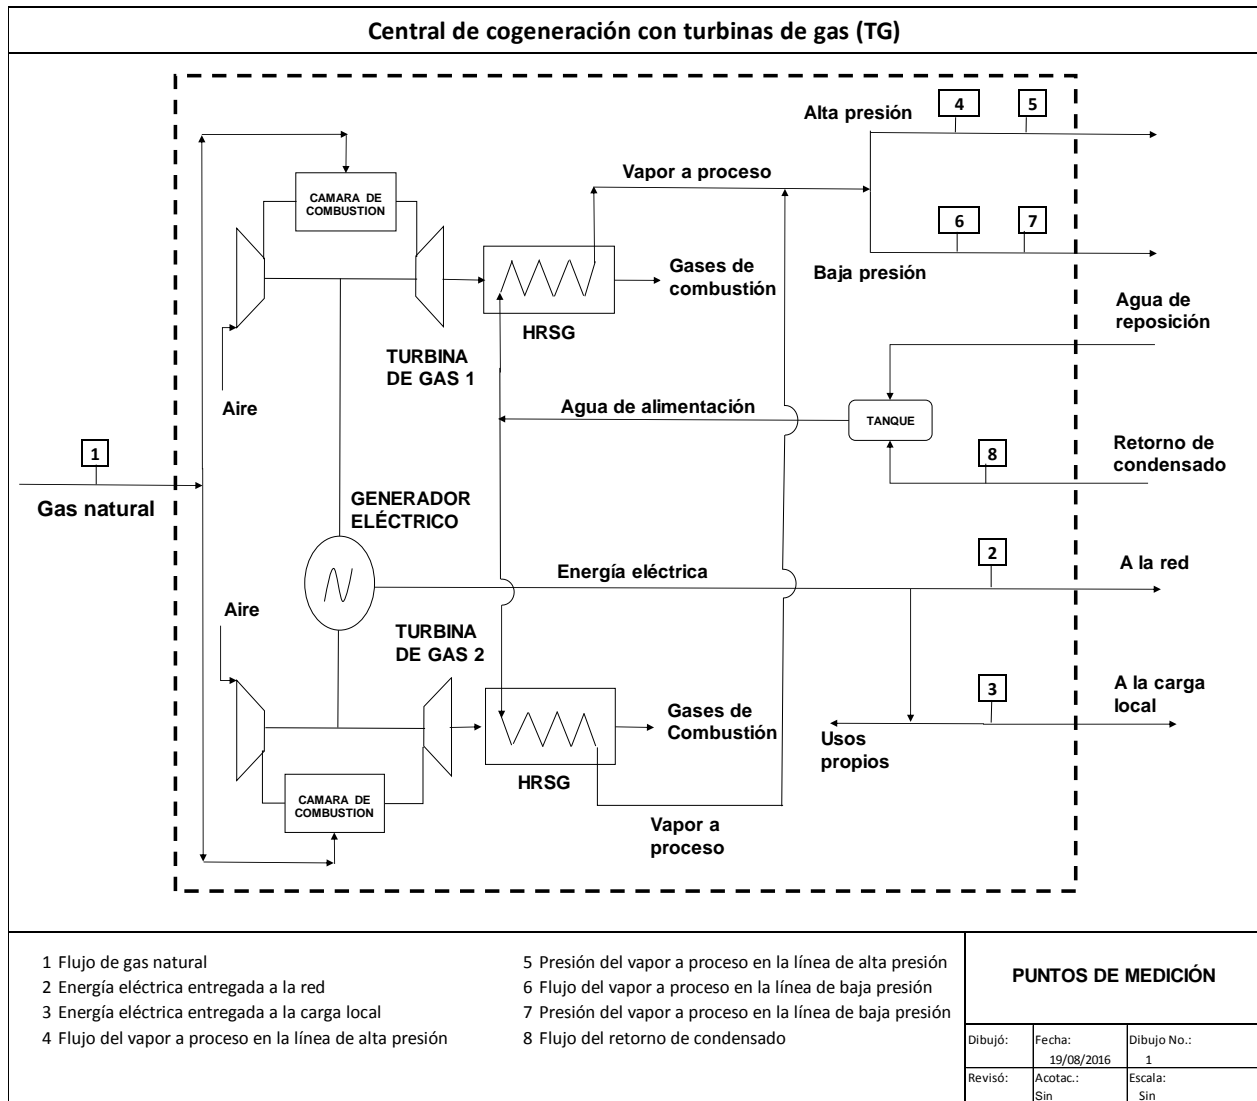 Central de cogeneración con turbinas de gas (TG)
4
5
Alta presión
Vapor a proceso
CAMARA DE
COMBUSTION
6
7
Baja presión
Gases de
combustión
HRSG
Agua de
reposición
TURBINA
DE GAS 1
Aire
Agua de alimentación
TANQUE
1
8
Retorno de
condensado
Gas natural
GENERADOR
ELÉCTRICO
2
A la red
Energía eléctrica
Aire
TURBINA
DE GAS 2
3
A la carga
local
Gases de
Combustión
Usos
propios
HRSG
CAMARA DE
COMBUSTION
Vapor a
proceso
1 Flujo de gas natural
2 Energía eléctrica entregada a la red
3 Energía eléctrica entregada a la carga local
4 Flujo del vapor a proceso en la línea de alta presión
5 Presión del vapor a proceso en la línea de alta presión
6 Flujo del vapor a proceso en la línea de baja presión
7 Presión del vapor a proceso en la línea de baja presión
8 Flujo del retorno de condensado
PUNTOS DE MEDICIÓN
Dibujó:
Fecha:
19/08/2016
Dibujo No.:
1
Revisó:
Acotac.:
Sin
Escala:
Sin